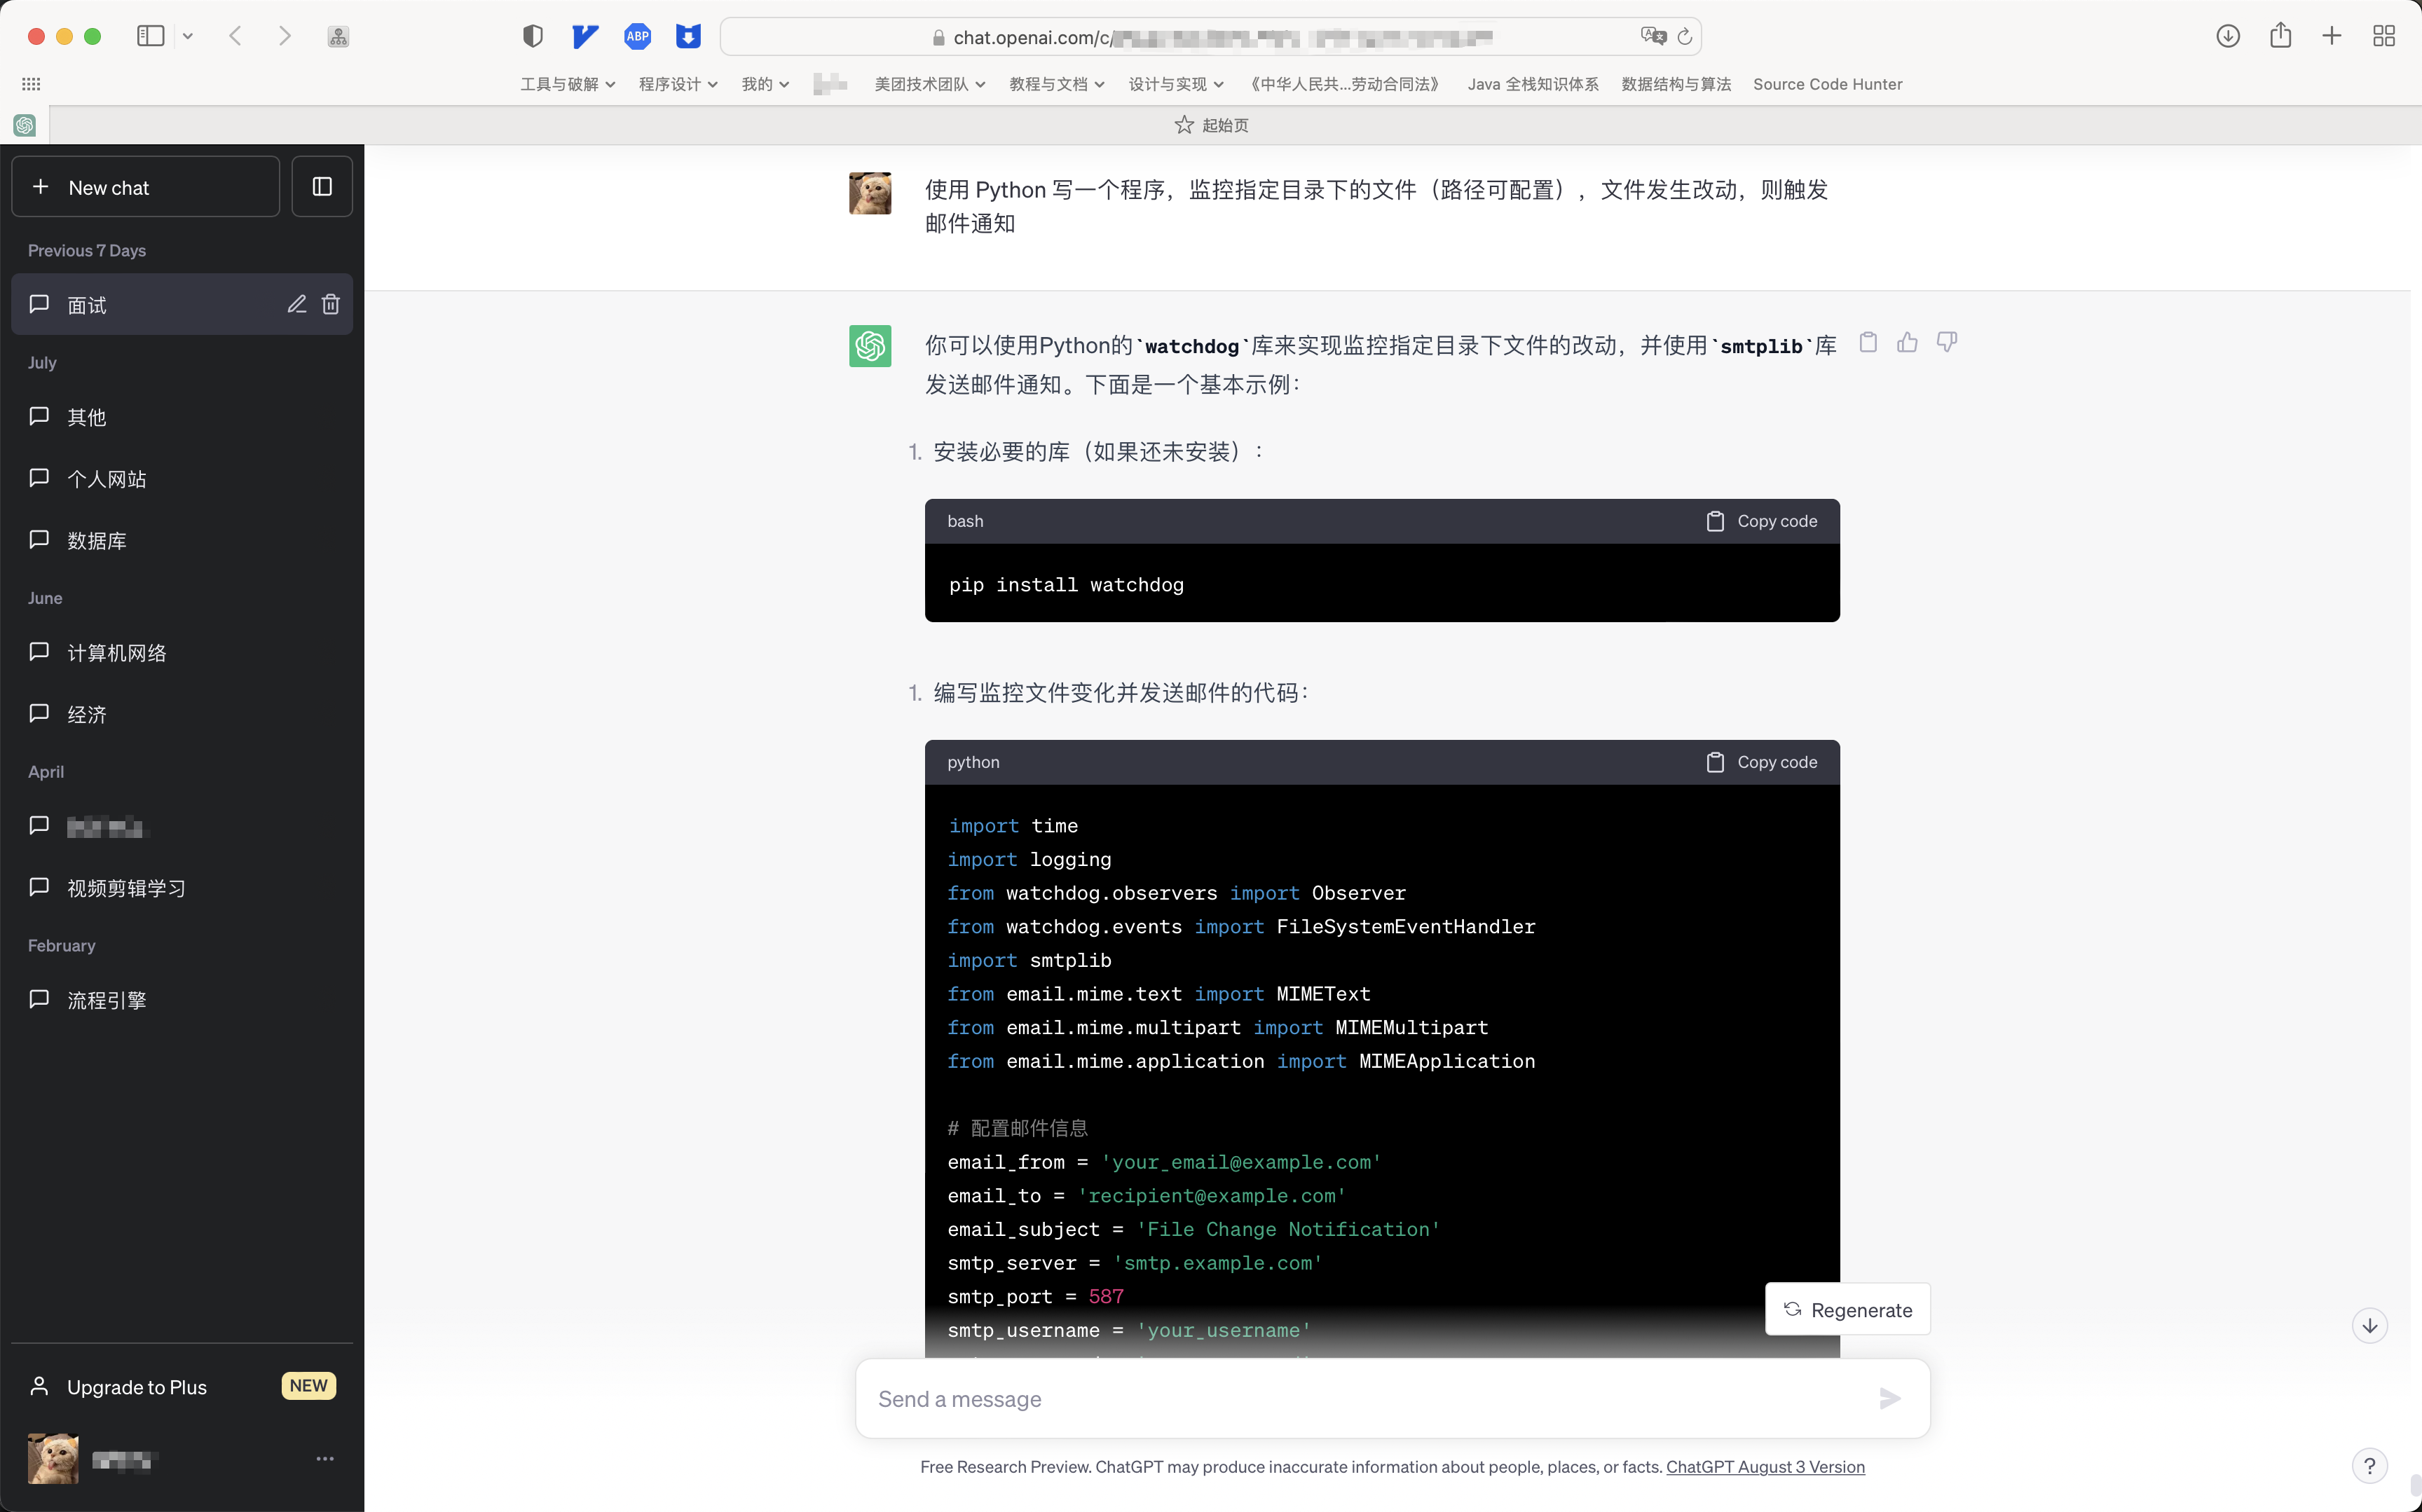 ABP
chat.openai.com/c/
工具与破解
程序设计
我的
美团技术团队
教程与文档
设计与实现
《中华人民共...劳动合同法》
Java 全栈知识体系
数据结构与算法
Source Code Hunter
起始页
New chat
Previous 7 Days
面试
July
其他
个人网站
数据库
June
计算机网络
经济
April
视频剪辑学习
February
流程引擎
Upgrade to Plus
NEW
使用 Python 写一个程序，监控指定目录下的文件（路径可配置），文件发生改动，则触发
邮件通知
你可以使用Python的`watchdog`库来实现监控指定目录下文件的改动，并使用`smtplib`库
发送邮件通知。下面是一个基本示例：
1. 安装必要的库（如果还未安装）：
bash
Copy code
pip install watchdog
1. 编写监控文件变化并发送邮件的代码：
python
Copy code
import time
import logging
from watchdog.observers import Observer
from watchdog.events import FileSystemEventHandler
import smtplib
from email.mime.text import MIMEText
from email.mime.multipart import MIMEMultipart
from email.mime.application import MIMEApplication
# 配置邮件信息
email_from = 'your_email@example.com'
email_to = 'recipient@example.com'
email_subject = 'File Change Notification'
smtp_server = 'smtp.example.com'
smtp_port = 587
smtp_username = 'your_username'
Regenerate
Send a message
Free Research Preview. ChatGPT may produce inaccurate information about people, places, or facts. ChatGPT August 3 Version
?